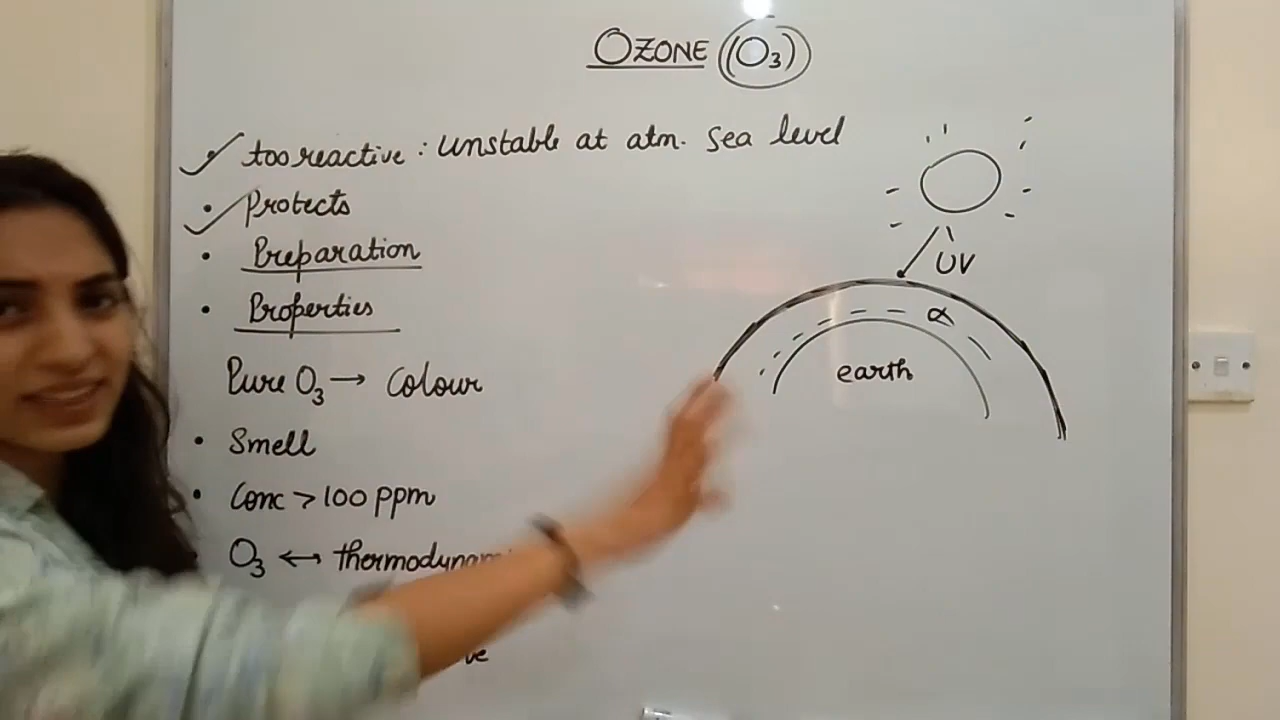 OZONE (O₃)
• too reactive : Unstable at atm. sea level
• Protects
• Preparation
• Properties
Pure O₃ → Colour
• Smell
• Conc > 100 ppm
O₃ ↔
UV
α
earth